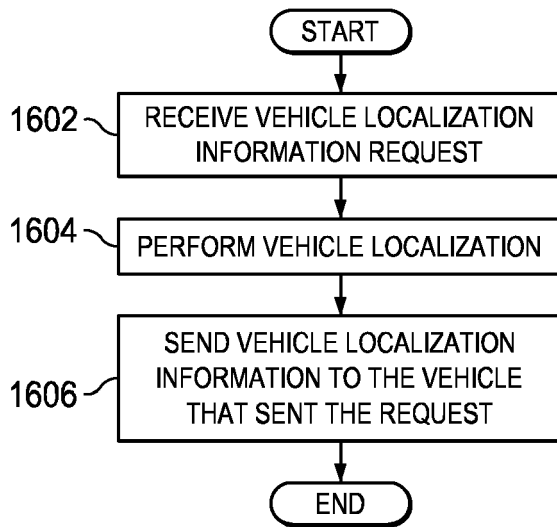 START
1602
RECEIVE VEHICLE LOCALIZATION
INFORMATION REQUEST
1604
PERFORM VEHICLE LOCALIZATION
1606
SEND VEHICLE LOCALIZATION
INFORMATION TO THE VEHICLE
THAT SENT THE REQUEST
END